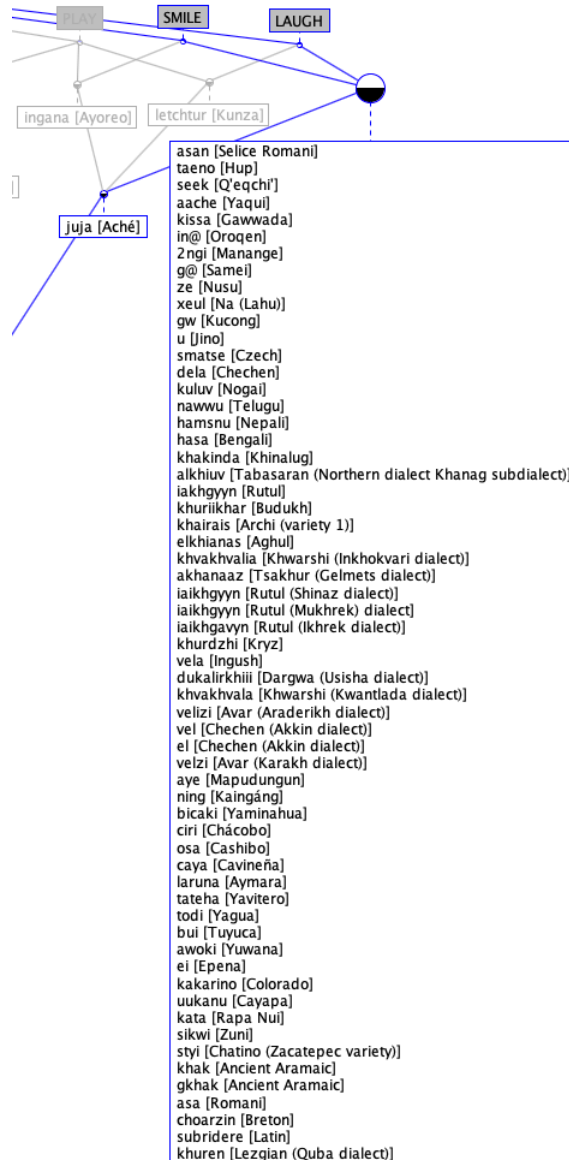 PLAY
SMILE
LAUGH
ingana [Ayoreo]
letchtur [Kunza]
]
juja [Aché]
asan [Selice Romani]
taeno [Hup]
seek [Q'eqchi']
aache [Yaqui]
kissa [Gawwada]
in@ [Oroqen]
2ngi [Manange]
g@ [Samei]
ze [Nusu]
xeul [Na (Lahu)]
gw [Kucong]
u [Jino]
smatse [Czech]
dela [Chechen]
kuluv [Nogai]
nawwu [Telugu]
hamsnu [Nepali]
hasa [Bengali]
khakinda [Khinalug]
alkhiuv [Tabasaran (Northern dialect Khanag subdialect)]
iakhgyyn [Rutul]
khuriikhar [Budukh]
khairais [Archi (variety 1)]
elkhianas [Aghul]
khvakhvalia [Khwarshi (Inkhokvari dialect)]
akhanaaz [Tsakhur (Gelmets dialect)]
iaikhgyyn [Rutul (Shinaz dialect)]
iaikhgyyn [Rutul (Mukhrek) dialect]
iaikhgavyn [Rutul (Ikhrek dialect)]
khurdzhi [Kryz]
vela [Ingush]
dukalirkhiii [Dargwa (Usisha dialect)]
khvakhvala [Khwarshi (Kwantlada dialect)]
velizi [Avar (Araderikh dialect)]
vel [Chechen (Akkin dialect)]
el [Chechen (Akkin dialect)]
velzi [Avar (Karakh dialect)]
aye [Mapudungun]
ning [Kaingáng]
bicaki [Yaminahua]
ciri [Chácobo]
osa [Cashibo]
caya [Cavineña]
laruna [Aymara]
tateha [Yavitero]
todi [Yagua]
bui [Tuyuca]
awoki [Yuwana]
ei [Epena]
kakarino [Colorado]
uukanu [Cayapa]
kata [Rapa Nui]
sikwi [Zuni]
styi [Chatino (Zacatepec variety)]
khak [Ancient Aramaic]
gkhak [Ancient Aramaic]
asa [Romani]
choarzin [Breton]
subridere [Latin]
khuren [Lezgian (Quba dialect)]